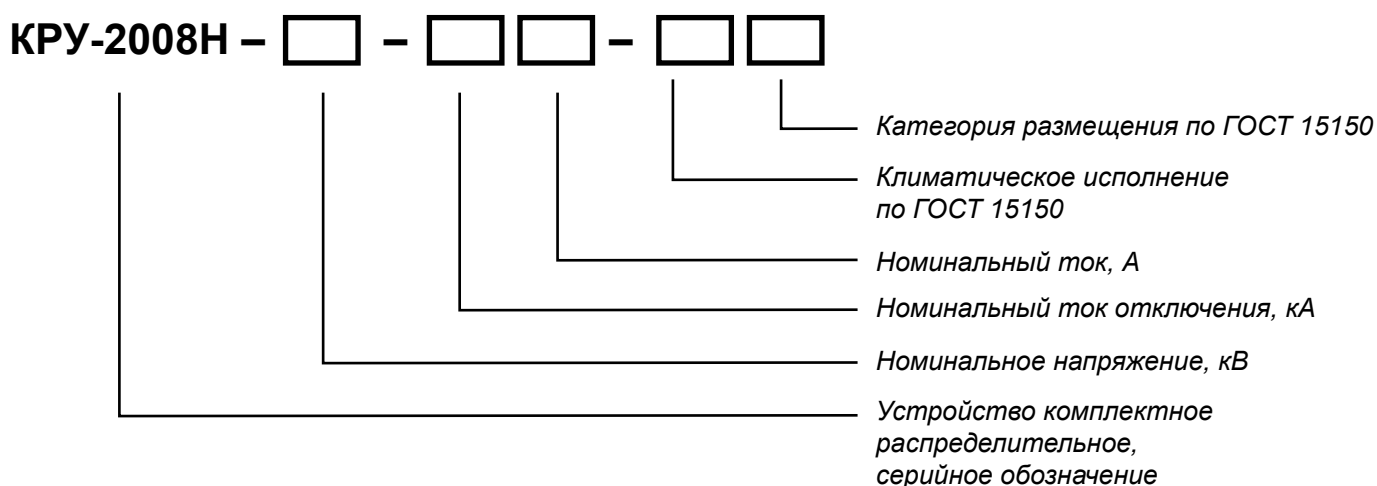 КРУ-2008Н – – –
Категория размещения по ГОСТ 15150
Климатическое исполнение
по ГОСТ 15150
Номинальный ток, А
Номинальный ток отключения, кА
Номинальное напряжение, кВ
Устройство комплектное
распределительное,
серийное обозначение